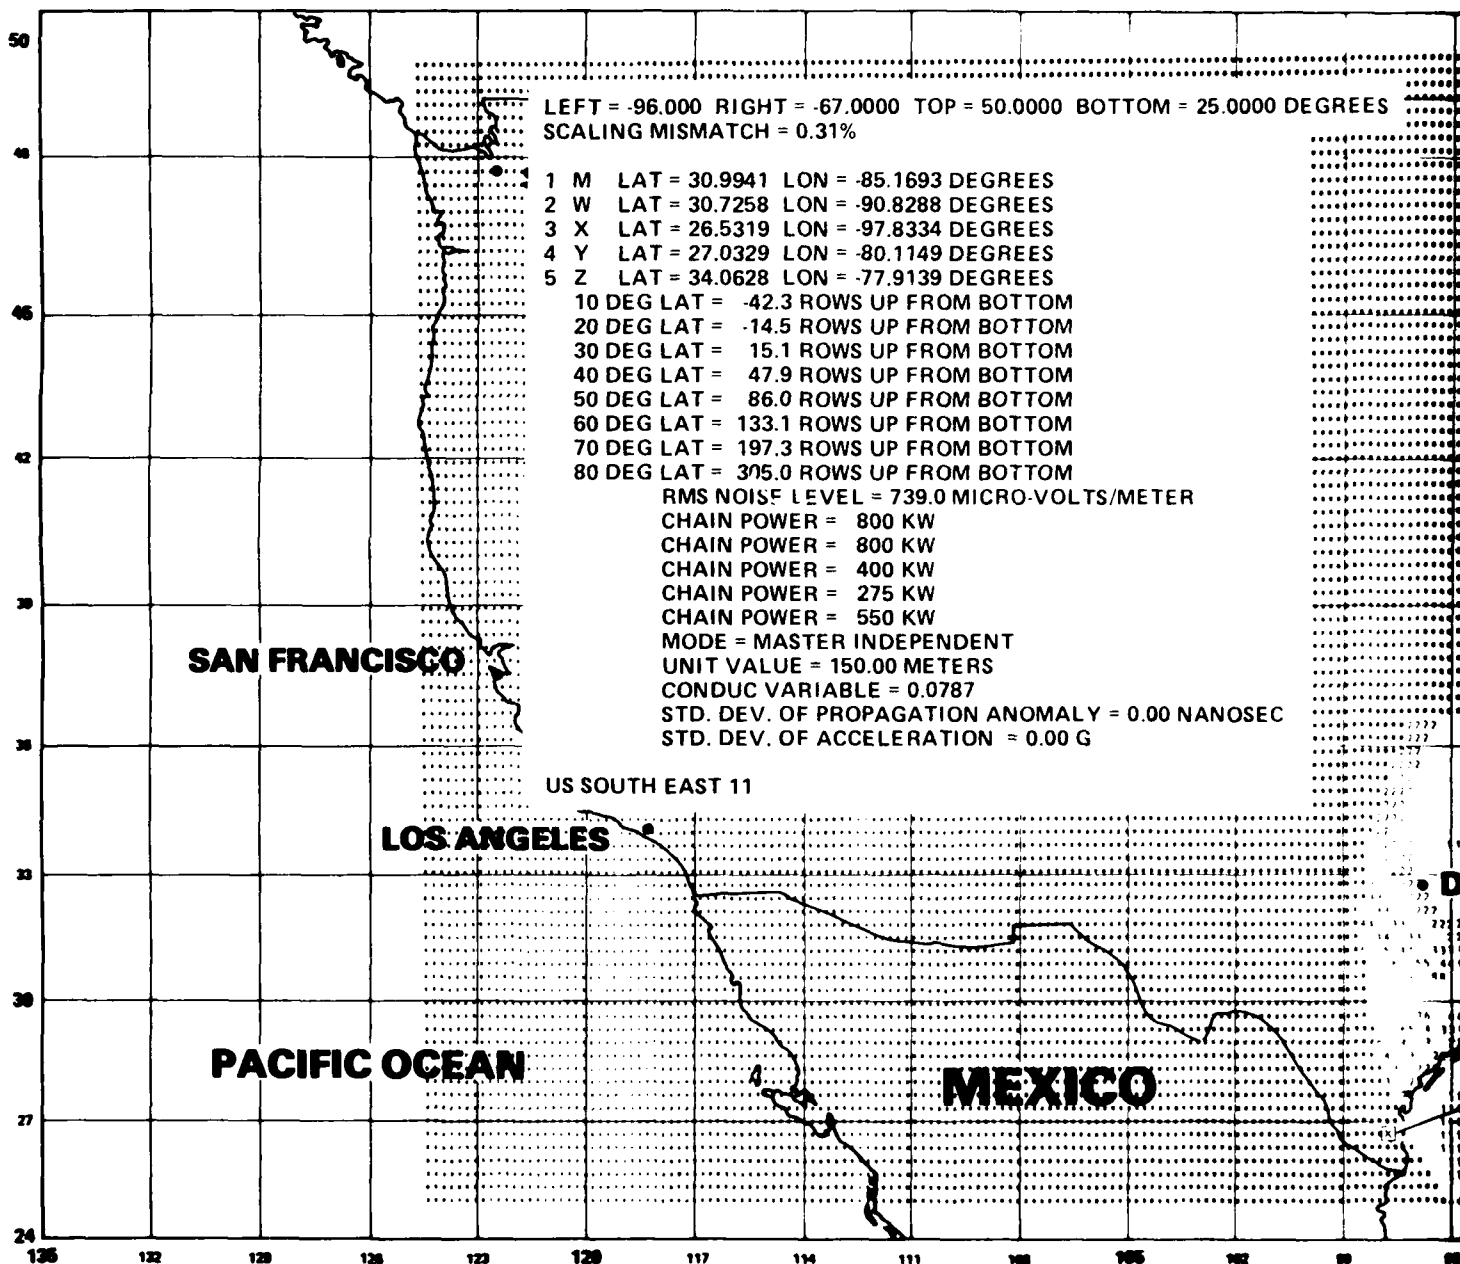 50
LEFT = -96.000 RIGHT = -67.0000 TOP = 50.0000 BOTTOM = 25.0000 DEGREES
SCALING MISMATCH = 0.31%
48
1 M LAT = 30.9941 LON = -85.1693 DEGREES
2 W LAT = 30.7258 LON = -90.8288 DEGREES
3 X LAT = 26.5319 LON = -97.8334 DEGREES
4 Y LAT = 27.0329 LON = -80.1149 DEGREES
5 Z LAT = 34.0628 LON = -77.9139 DEGREES
10 DEG LAT = -42.3 ROWS UP FROM BOTTOM
45
20 DEG LAT = -14.5 ROWS UP FROM BOTTOM
30 DEG LAT = 15.1 ROWS UP FROM BOTTOM
40 DEG LAT = 47.9 ROWS UP FROM BOTTOM
50 DEG LAT = 86.0 ROWS UP FROM BOTTOM
60 DEG LAT = 133.1 ROWS UP FROM BOTTOM
70 DEG LAT = 197.3 ROWS UP FROM BOTTOM
42
80 DEG LAT = 305.0 ROWS UP FROM BOTTOM
RMS NOISE LEVEL = 739.0 MICRO-VOLTS/METER
CHAIN POWER = 800 KW
CHAIN POWER = 800 KW
CHAIN POWER = 400 KW
CHAIN POWER = 275 KW
39
CHAIN POWER = 550 KW
MODE = MASTER INDEPENDENT
SAN FRANCISCO
UNIT VALUE = 150.00 METERS
CONDUC VARIABLE = 0.0787
STD. DEV. OF PROPAGATION ANOMALY = 0.00 NANOSEC
36
STD. DEV. OF ACCELERATION = 0.00 G
US SOUTH EAST 11
LOS ANGELES
33
D
30
PACIFIC OCEAN
MEXICO
27
X
24
135 132 129 126 123 120 117 114 111 108 105 102 99